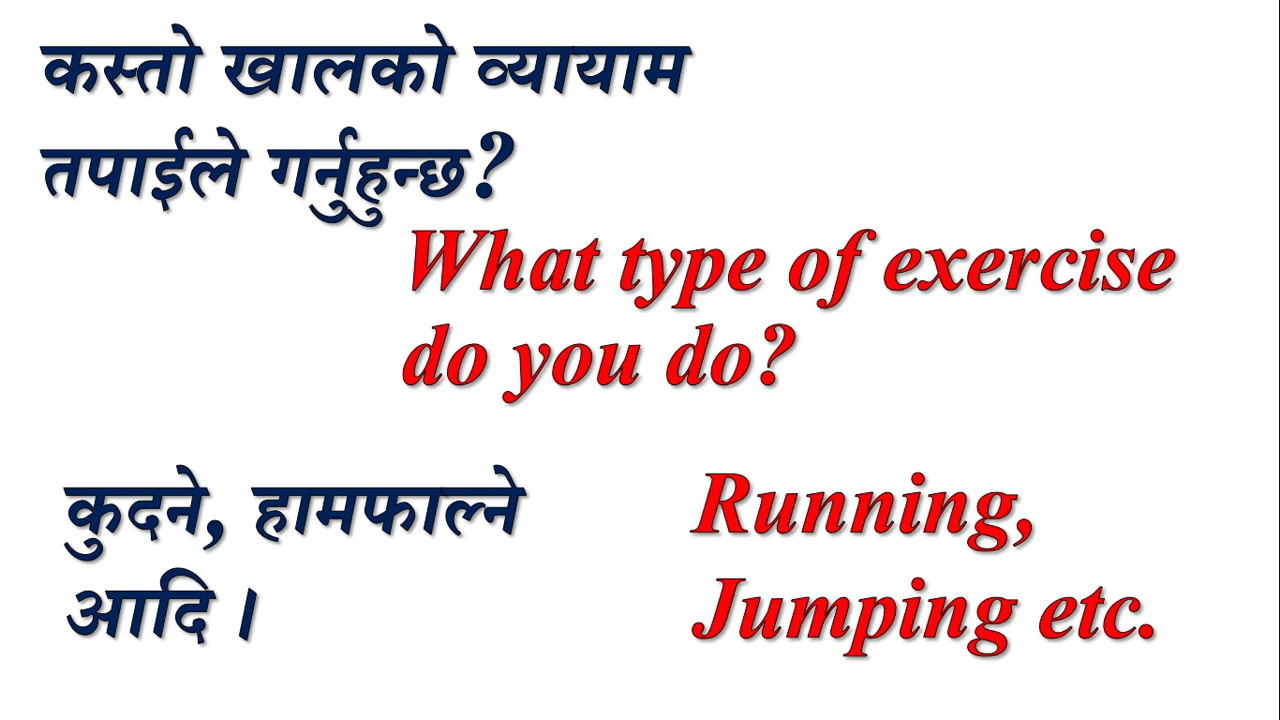 कस्तो खालको व्यायाम
तपाईले गर्नुहुन्छ?
What type of exercise
do you do?
कुदने, हामफाल्ने
आदि ।
Running,
Jumping etc.